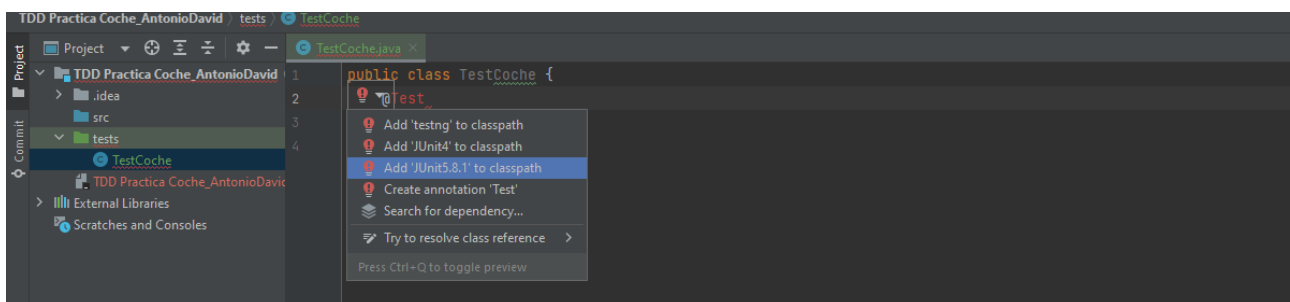 TDD Practica Coche_AntonioDavid > tests > TestCoche
Project
TestCoche.java ×
Project
Commit
TDD Practica Coche_AntonioDavid
.idea
src
tests
TestCoche
TDD Practica Coche_AntonioDavid
External Libraries
Scratches and Consoles
1 public class TestCoche {
2 @Test
3
4
Add 'testng' to classpath
Add 'JUnit4' to classpath
Add 'JUnit5.8.1' to classpath
Create annotation 'Test'
Search for dependency...
Try to resolve class reference >
Press Ctrl+Q to toggle preview